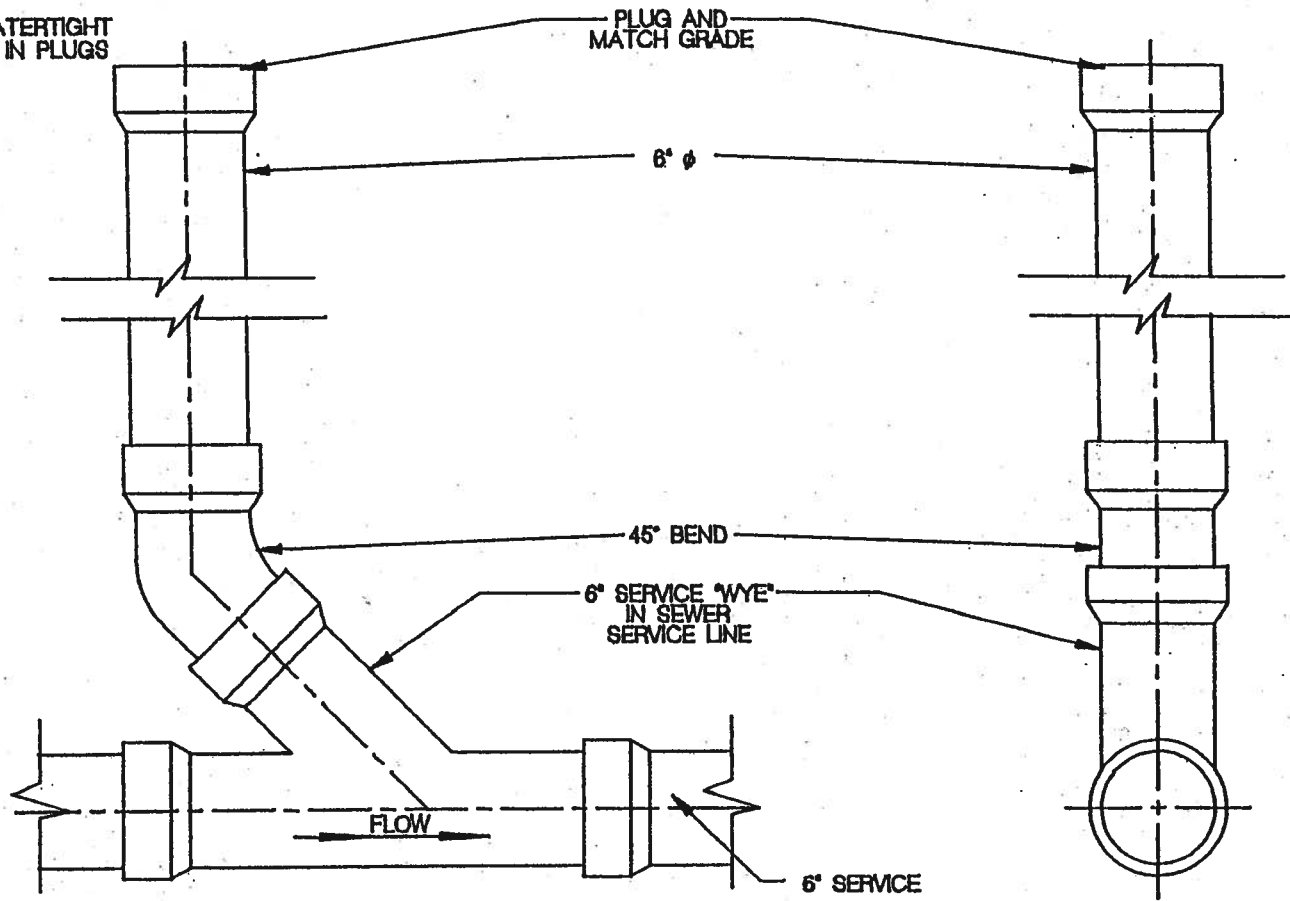 IN PLUGS
PLUG AND
MATCH GRADE
6" ϕ
45° BEND
6" SERVICE "WYE"
IN SEWER
SERVICE LINE
FLOW
6" SERVICE